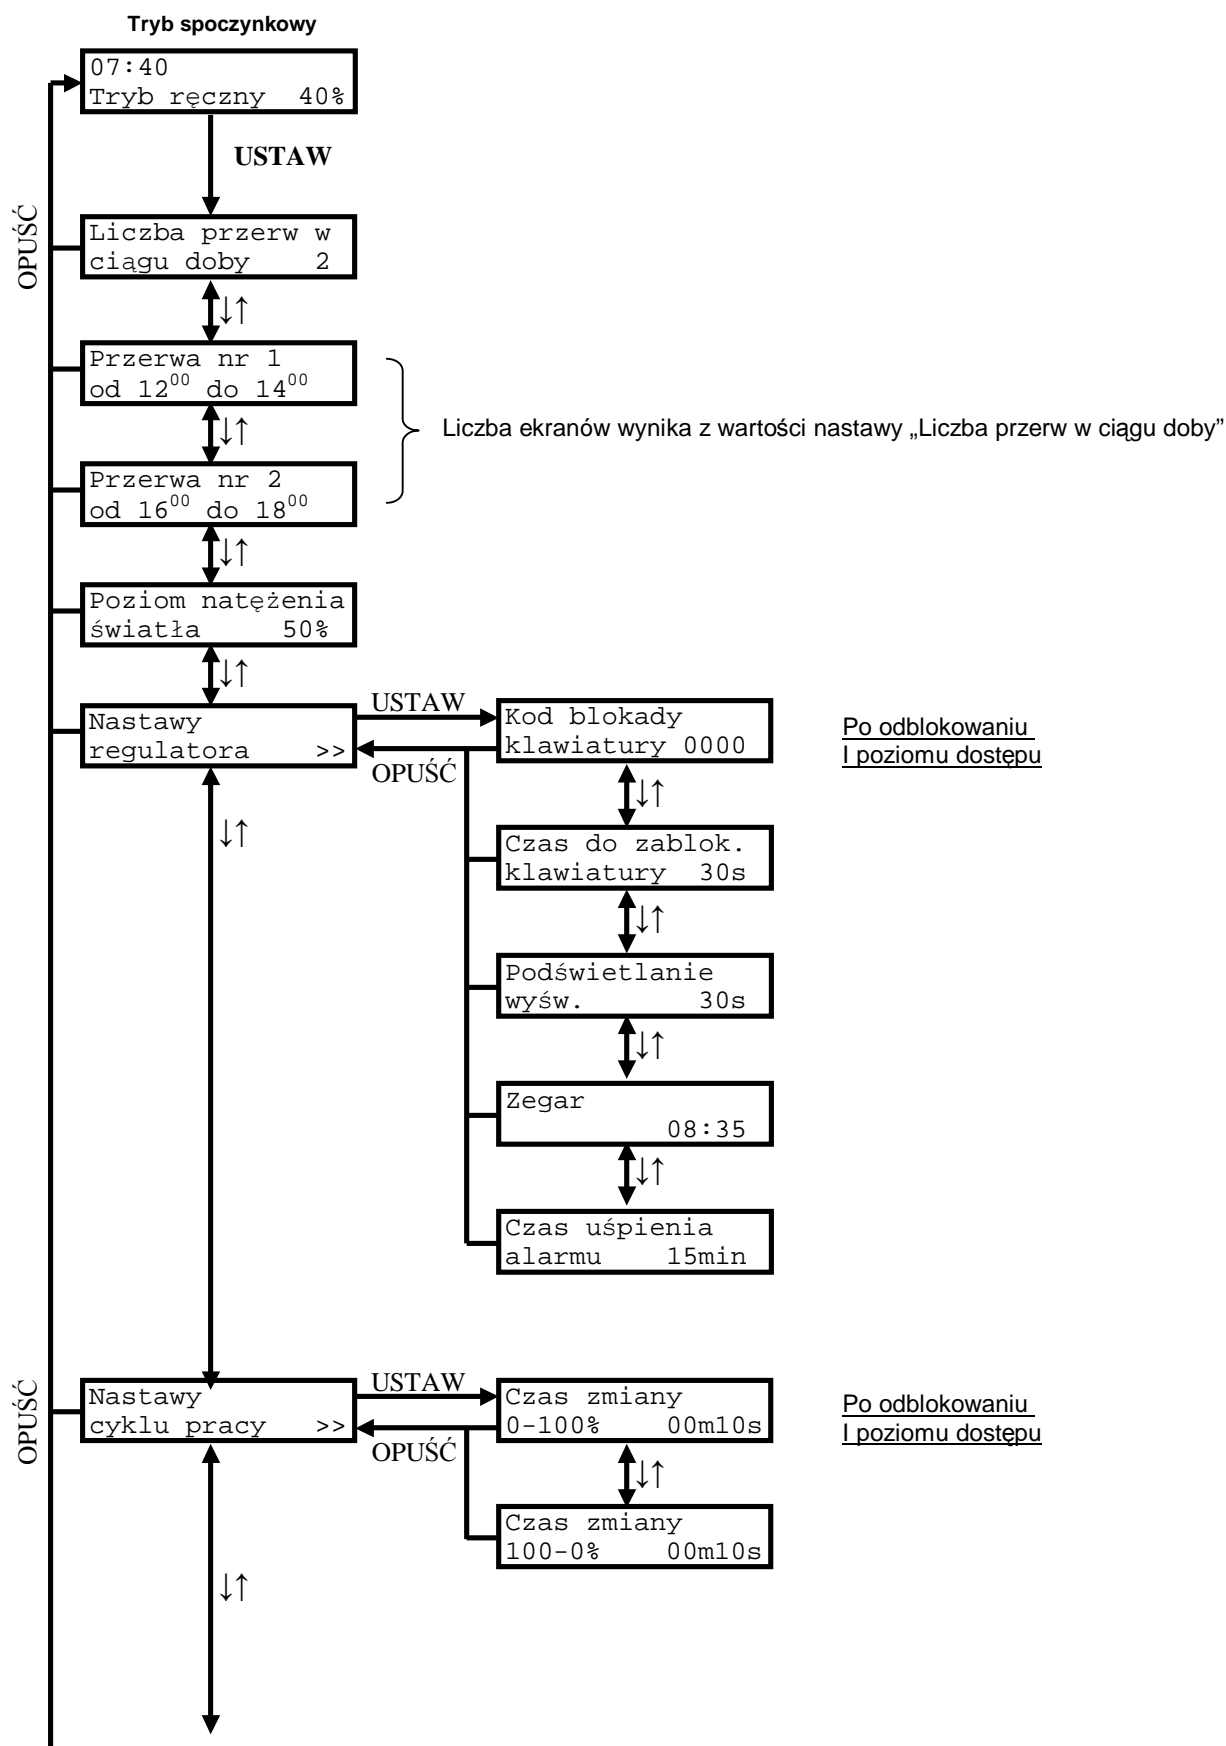 Tryb spoczynkowy
07:40
Tryb ręczny 40%
USTAW
OPUŚĆ
Liczba przerw w
ciągu doby 2
↓↑
Przerwa nr 1
od 12⁰⁰ do 14⁰⁰
↓↑
Liczba ekranów wynika z wartości nastawy „Liczba przerw w ciągu doby”
Przerwa nr 2
od 16⁰⁰ do 18⁰⁰
↓↑
Poziom natężenia
światła 50%
↓↑
Nastawy
regulatora >>
USTAW
OPUŚĆ
Kod blokady
klawiatury 0000
Po odblokowaniu
I poziomu dostępu
↓↑
↓↑
Czas do zablok.
klawiatury 30s
↓↑
Podświetlanie
wyśw. 30s
↓↑
Zegar
08:35
↓↑
Czas uśpienia
alarmu 15min
OPUŚĆ
Nastawy
cyklu pracy >>
USTAW
OPUŚĆ
Czas zmiany
0-100% 00m10s
Po odblokowaniu
I poziomu dostępu
↓↑
Czas zmiany
100-0% 00m10s
↓↑